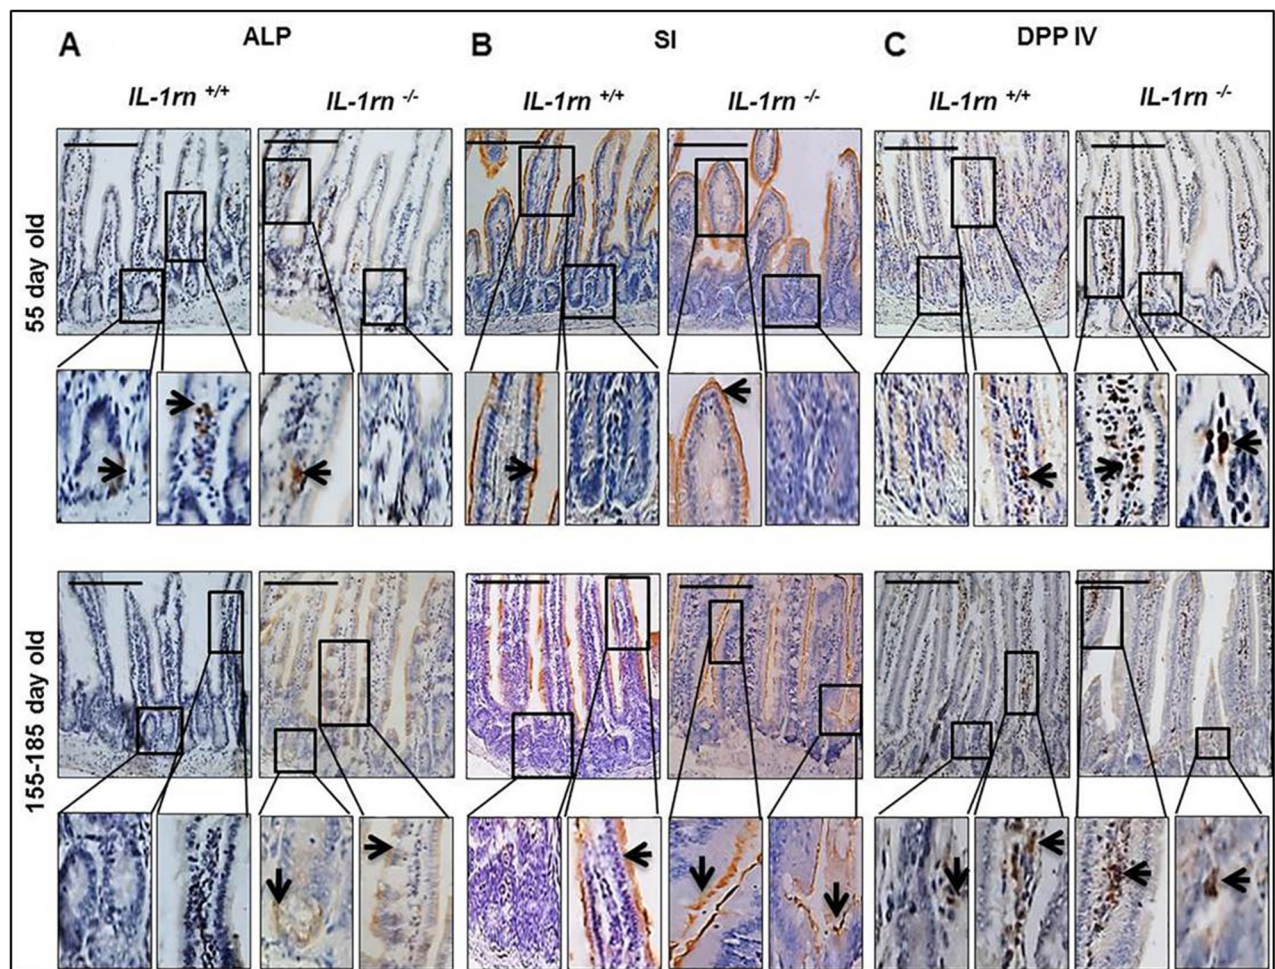 A ALP B SI C DPP IV
IL-1rn +/+ IL-1rn -/- IL-1rn +/+ IL-1rn -/- IL-1rn +/+ IL-1rn -/-
55 day old
155-185 day old